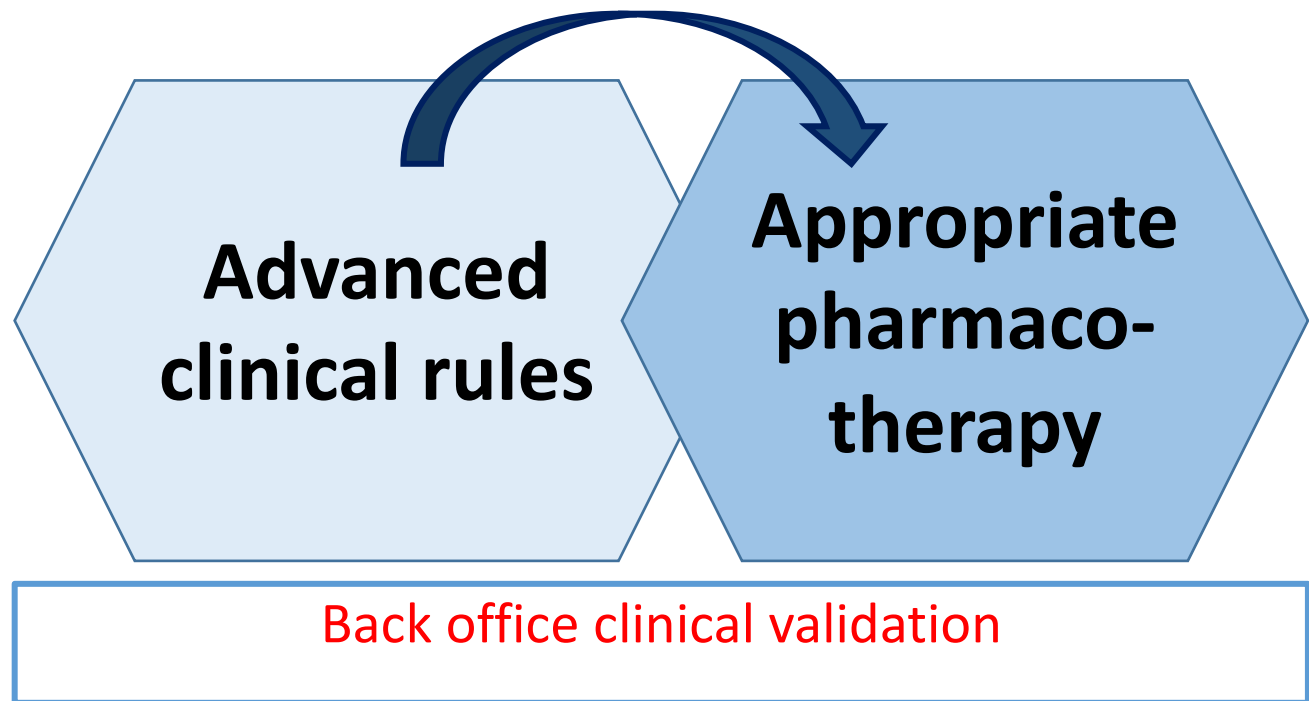 Advanced
clinical rules
Appropriate
pharmaco-
therapy
Back office clinical validation